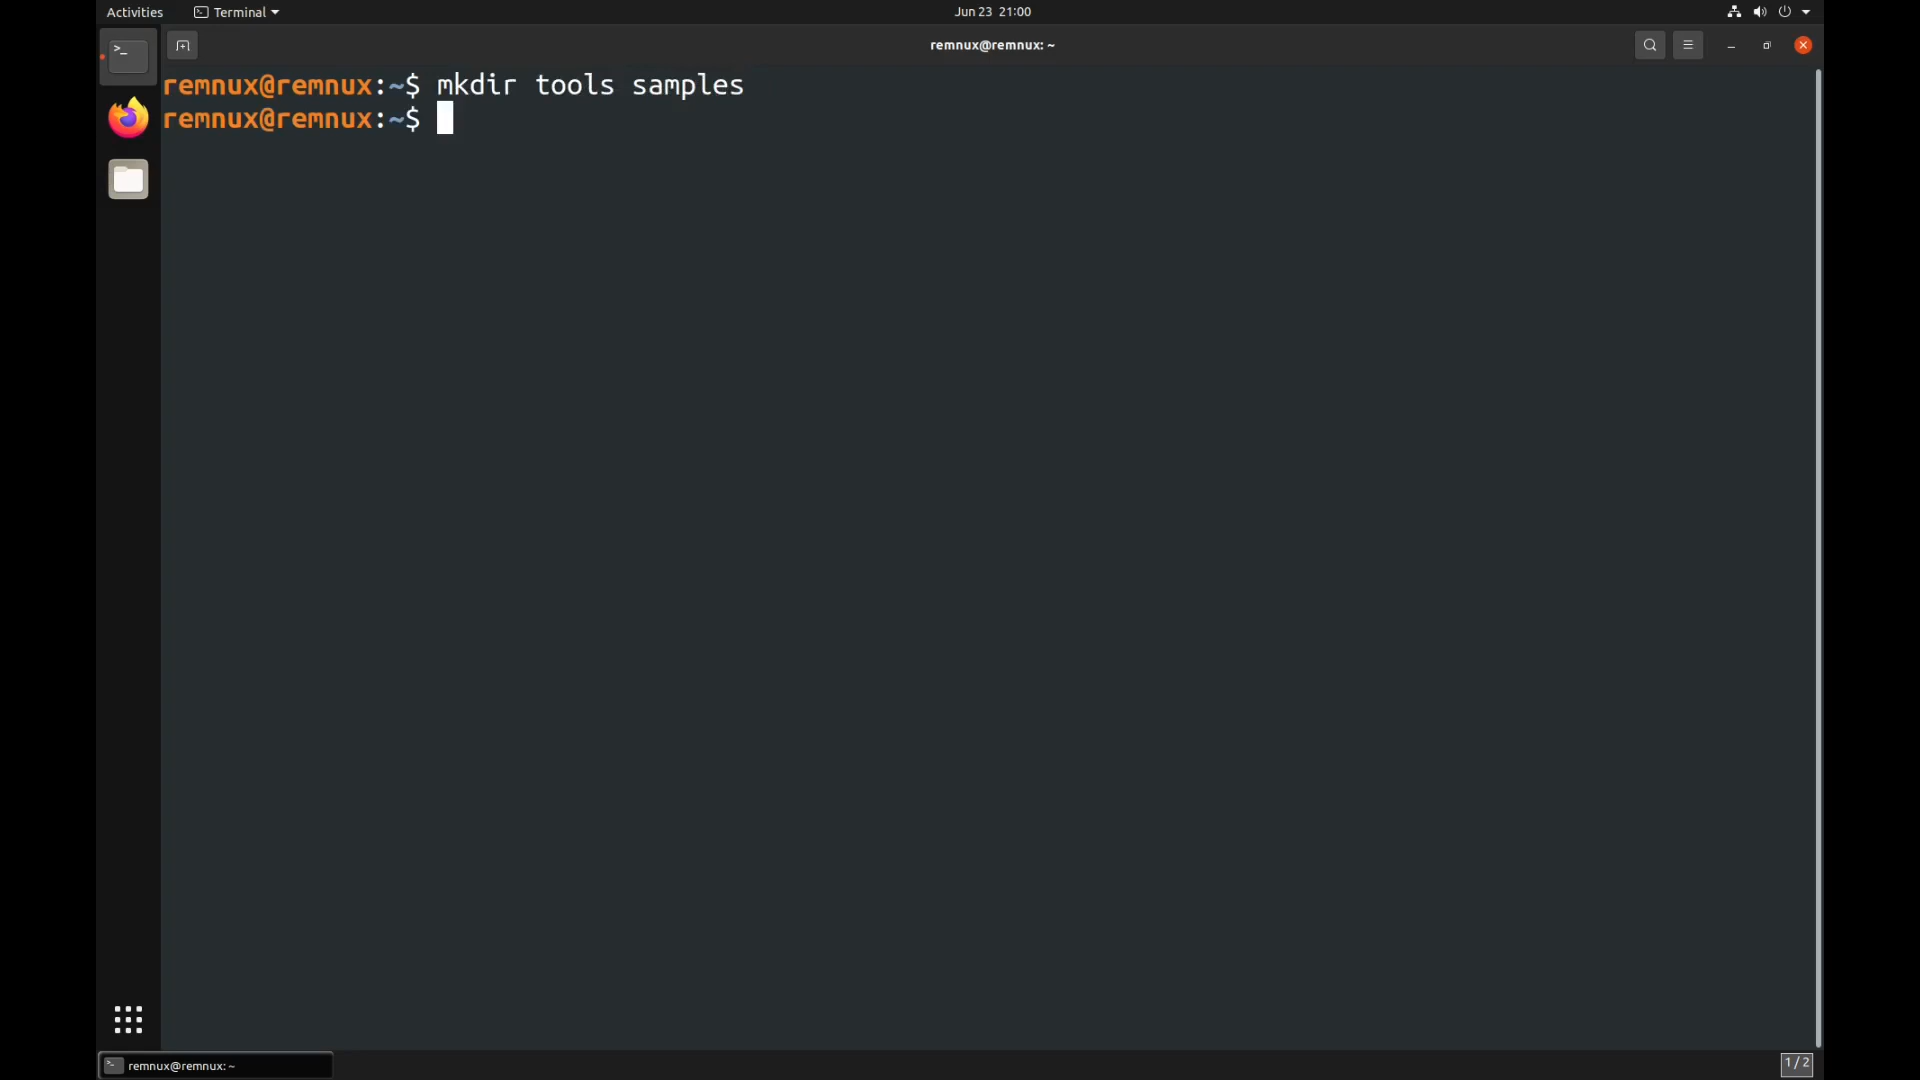 Activities
Terminal
Jun 23 21:00
remnux@remnux: ~
remnux@remnux:~$ mkdir tools samples
remnux@remnux:~$
remnux@remnux: ~
1 / 2